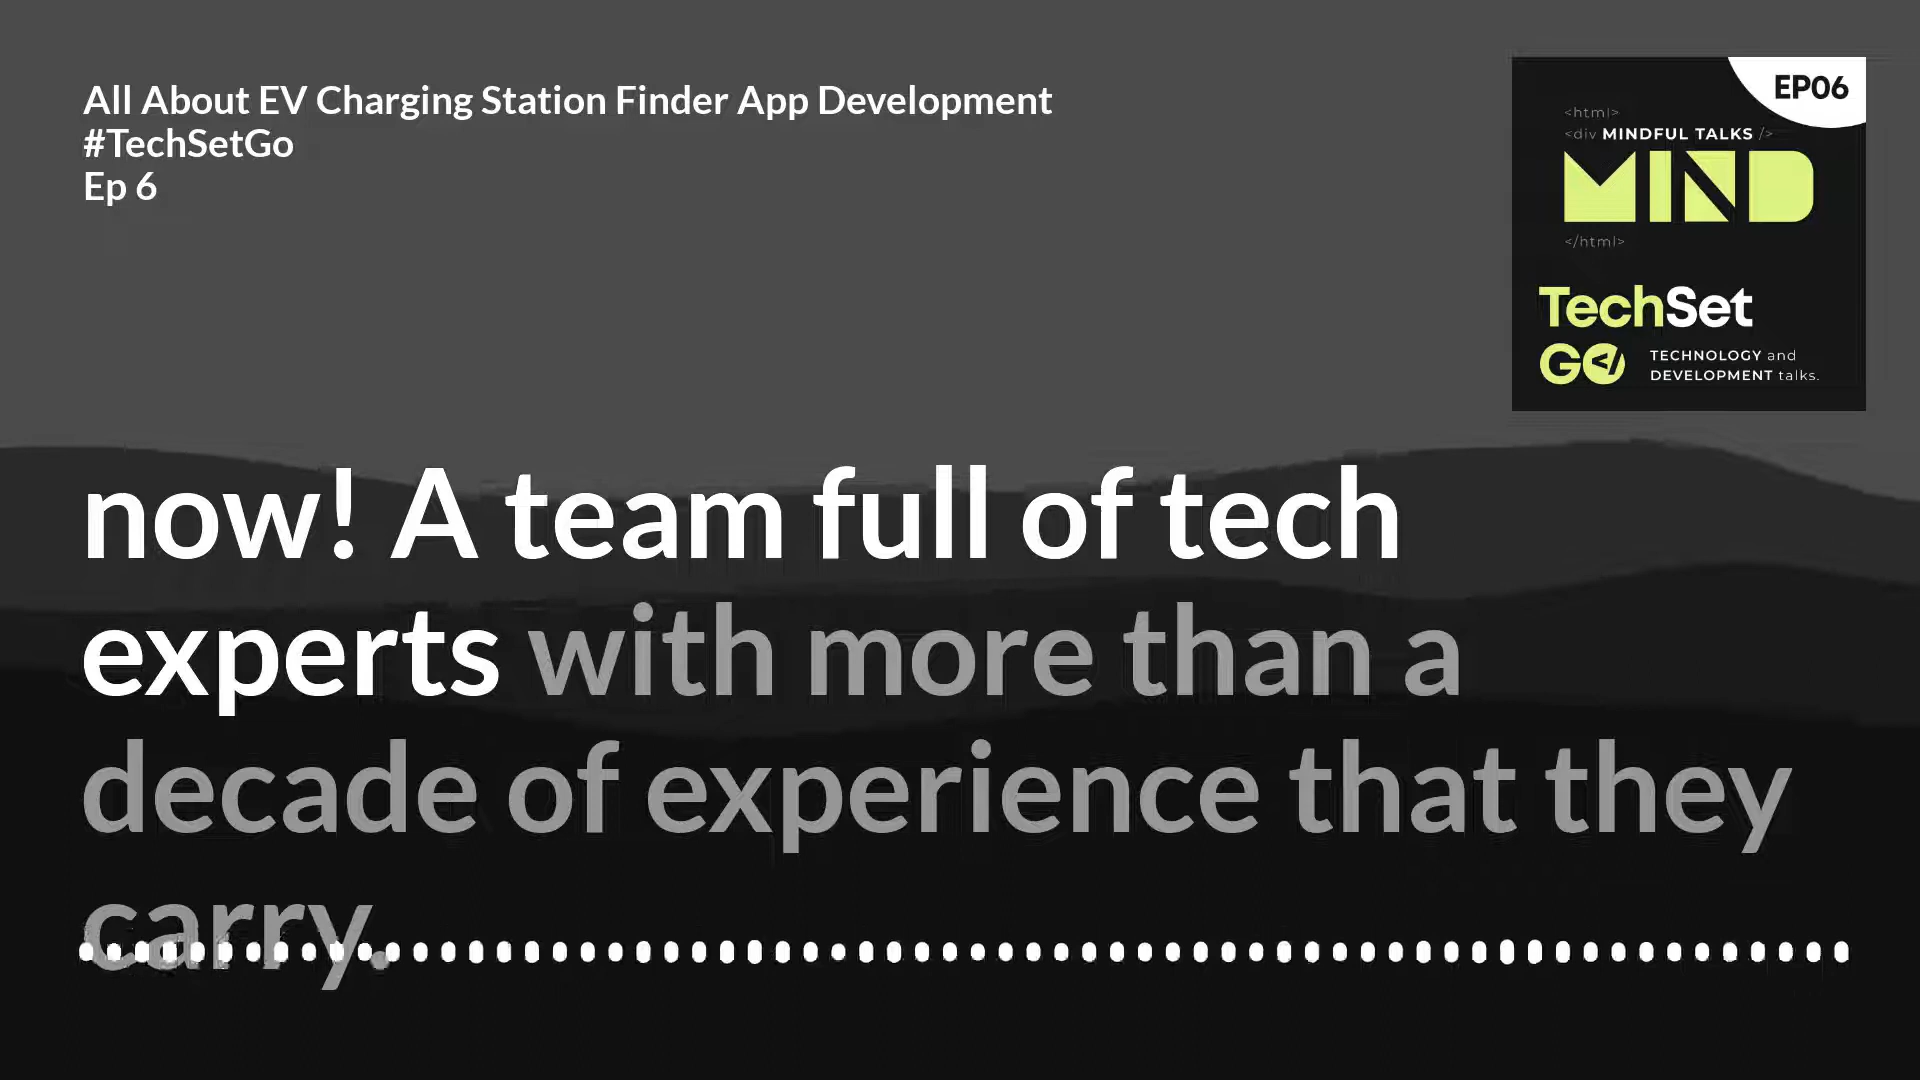 All About EV Charging Station Finder App Development
#TechSetGo
Ep 6
EP06
<html>
<div MINDFUL TALKS />
MIND
</html>
TechSet
GO </>
TECHNOLOGY and
DEVELOPMENT talks.
now! A team full of tech
experts with more than a
decade of experience that they
carry.